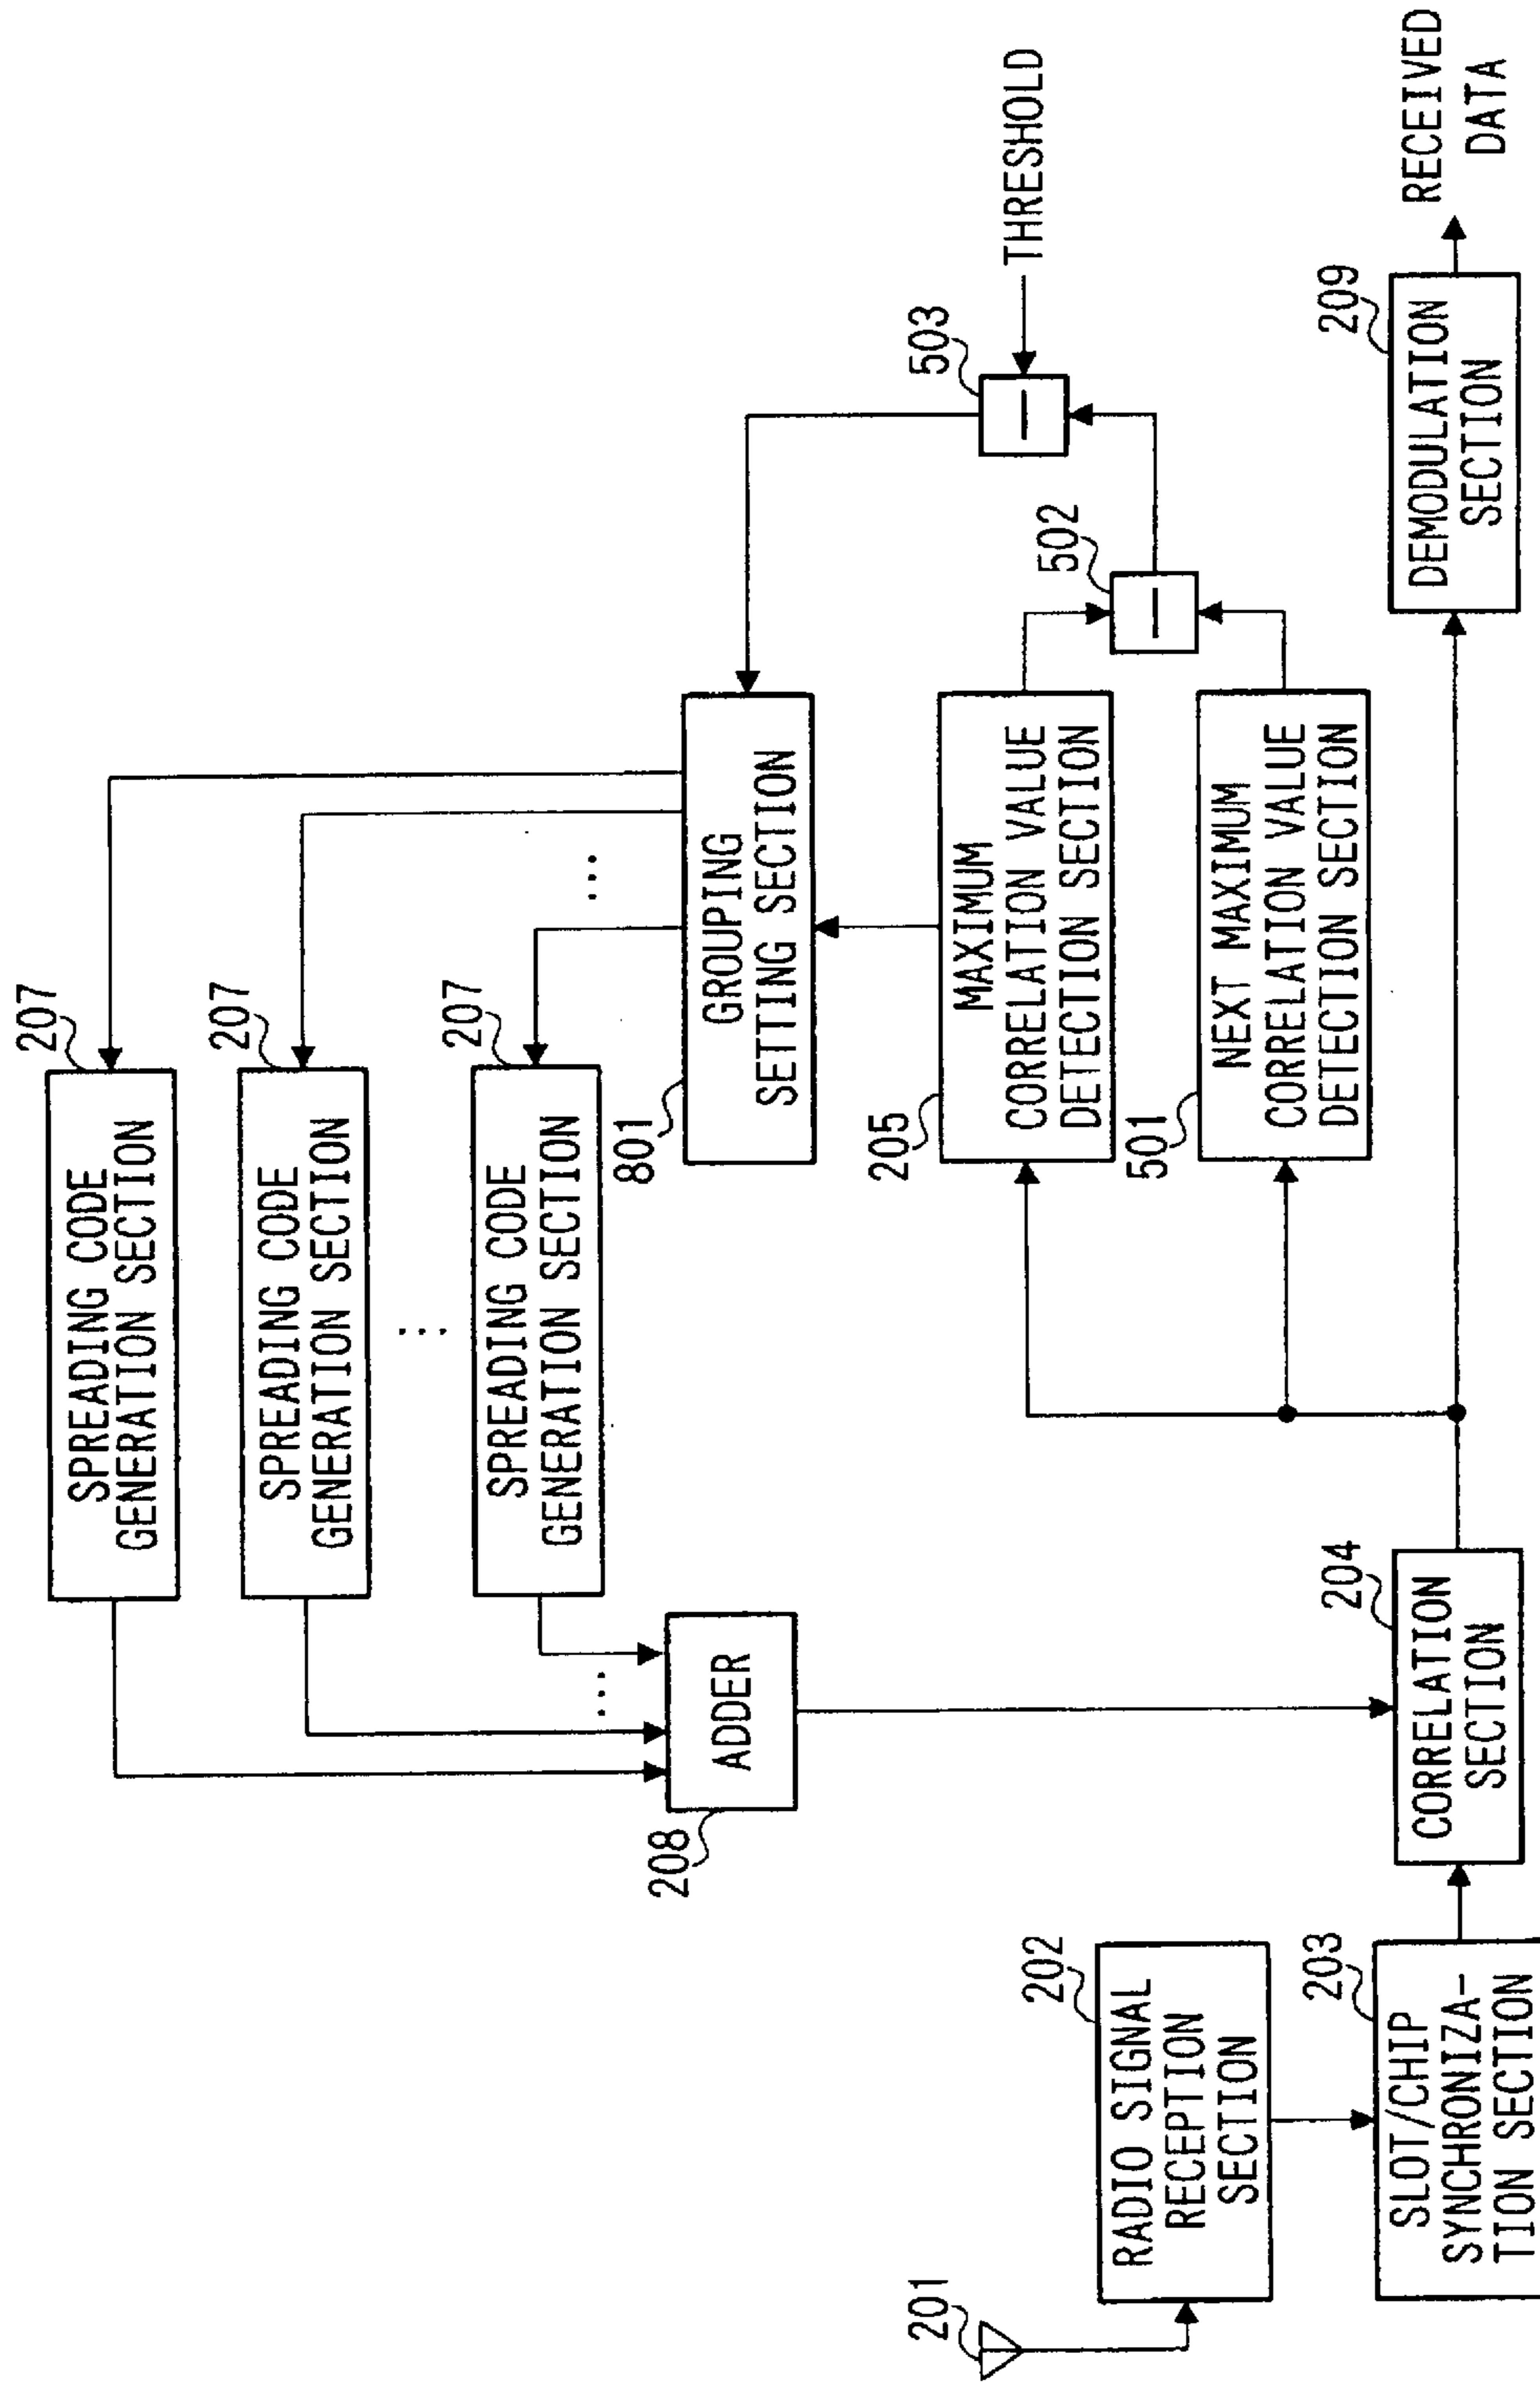 207
SPREADING CODE
GENERATION SECTION
207
SPREADING CODE
GENERATION SECTION
...
207
SPREADING CODE
GENERATION SECTION
...
...
208
ADDER
801
GROUPING
SETTING SECTION
503
THRESHOLD
205
MAXIMUM
CORRELATION VALUE
DETECTION SECTION
502
501
NEXT MAXIMUM
CORRELATION VALUE
DETECTION SECTION
201
202
RADIO SIGNAL
RECEPTION
SECTION
203
SLOT/CHIP
SYNCHRONIZA-
TION SECTION
204
CORRELATION
SECTION
209
DEMODULATION
SECTION
RECEIVED
DATA